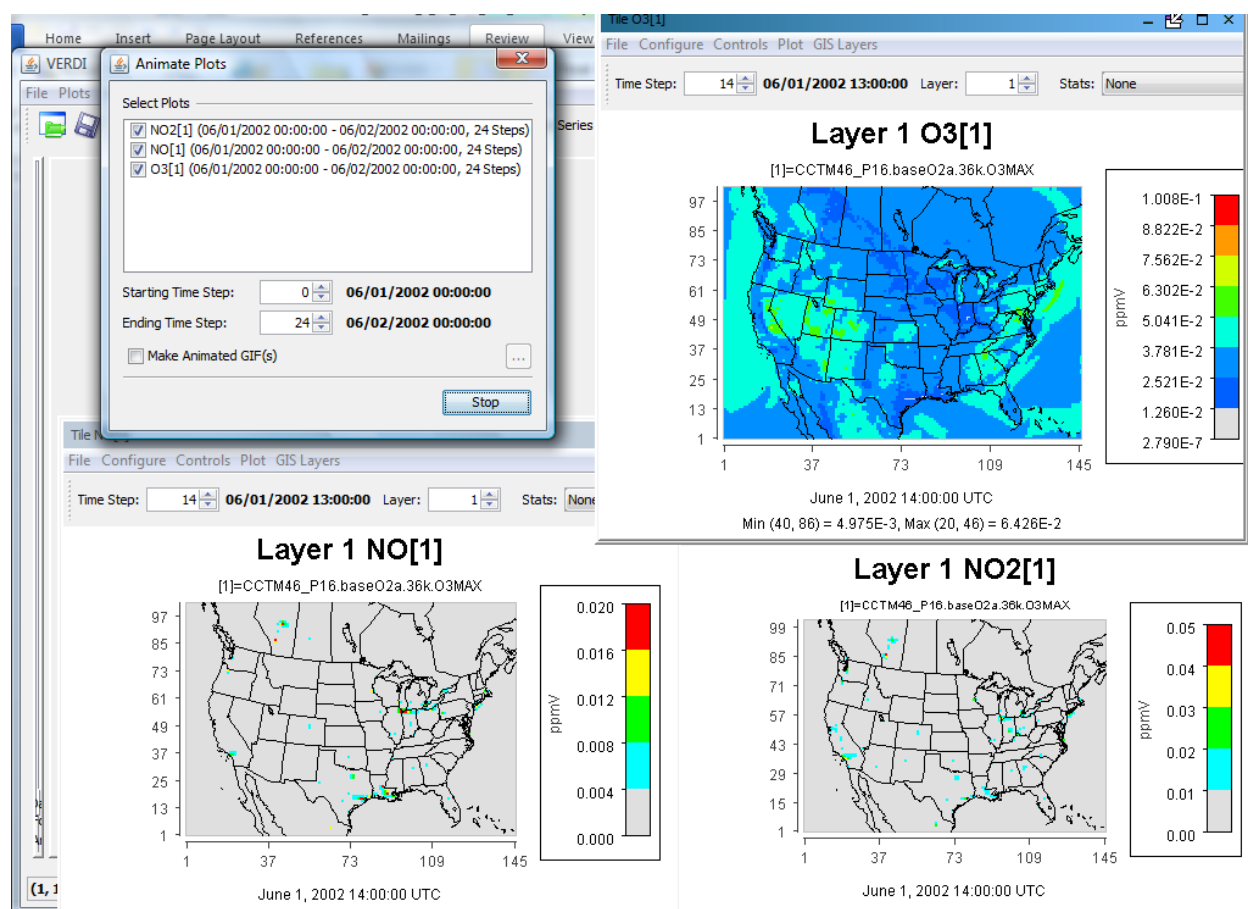 Home Insert Page Layout References Mailings Review View
VERDI
File Plots
Animate Plots
Select Plots
NO2[1] (06/01/2002 00:00:00 - 06/02/2002 00:00:00, 24 Steps)
NO[1] (06/01/2002 00:00:00 - 06/02/2002 00:00:00, 24 Steps)
O3[1] (06/01/2002 00:00:00 - 06/02/2002 00:00:00, 24 Steps)
Starting Time Step: 0 06/01/2002 00:00:00
Ending Time Step: 24 06/02/2002 00:00:00
Make Animated GIF(s) ...
Stop
Series
Tile O3[1]
File Configure Controls Plot GIS Layers
Time Step: 14 06/01/2002 13:00:00 Layer: 1 Stats: None
Layer 1 O3[1]
[1]=CCTM46_P16.baseO2a.36k.O3MAX
97
85
73
61
49
37
25
13
1
1 37 73 109 145
ppmV
1.008E-1
8.822E-2
7.562E-2
6.302E-2
5.041E-2
3.781E-2
2.521E-2
1.260E-2
2.790E-7
June 1, 2002 14:00:00 UTC
Min (40, 86) = 4.975E-3, Max (20, 46) = 6.426E-2
Tile
File Configure Controls Plot GIS Layers
Time Step: 14 06/01/2002 13:00:00 Layer: 1 Stats: None
Layer 1 NO[1]
[1]=CCTM46_P16.baseO2a.36k.O3MAX
97
85
73
61
49
37
25
13
1
1 37 73 109 145
ppmV
0.020
0.016
0.012
0.008
0.004
0.000
June 1, 2002 14:00:00 UTC
Layer 1 NO2[1]
[1]=CCTM46_P16.baseO2a.36k.O3MAX
99
85
71
57
43
29
15
1
1 37 73 109 145
ppmV
0.05
0.04
0.03
0.02
0.01
0.00
June 1, 2002 14:00:00 UTC
(1, 1